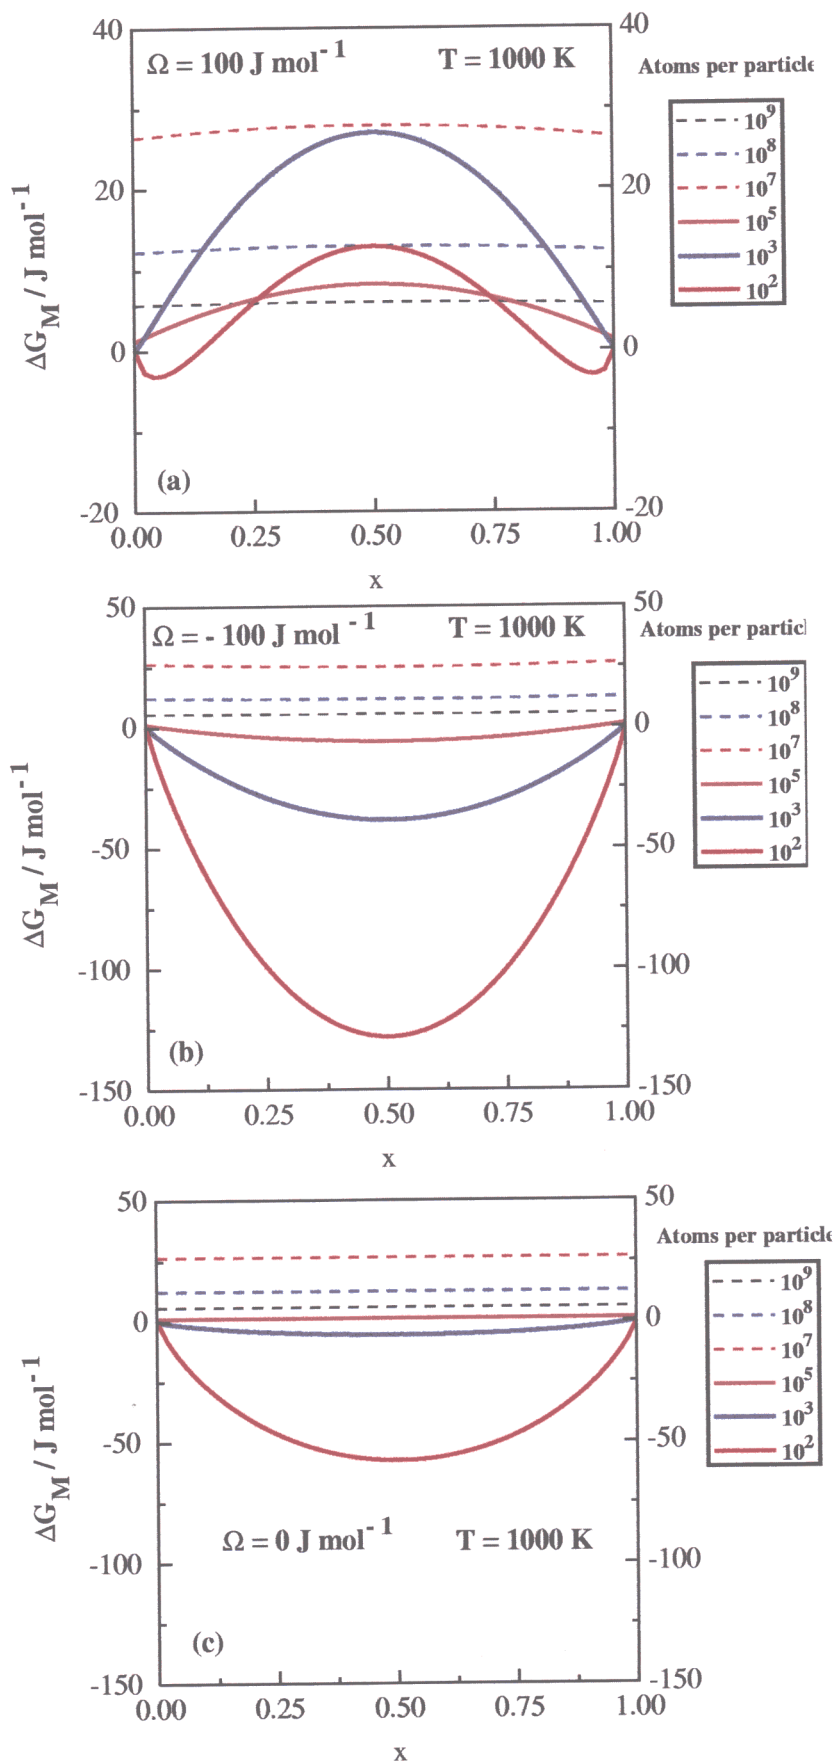 40
40
Ω = 100 J mol-1 T = 1000 K
Atoms per particle
10^9
10^8
10^7
10^5
10^3
10^2
20
20
ΔG_M / J mol-1
0
0
(a)
-20
-20
0.00 0.25 0.50 0.75 1.00
x
50
50
Ω = - 100 J mol -1 T = 1000 K
Atoms per particl
10^9
10^8
10^7
10^5
10^3
10^2
0
0
ΔG_M / J mol-1
-50
-50
-100
-100
(b)
-150
-150
0.00 0.25 0.50 0.75 1.00
x
50
50
Atoms per particle
10^9
10^8
10^7
10^5
10^3
10^2
0
0
ΔG_M / J mol-1
-50
-50
Ω = 0 J mol-1 T = 1000 K
-100
-100
(c)
-150
-150
0.00 0.25 0.50 0.75 1.00
x